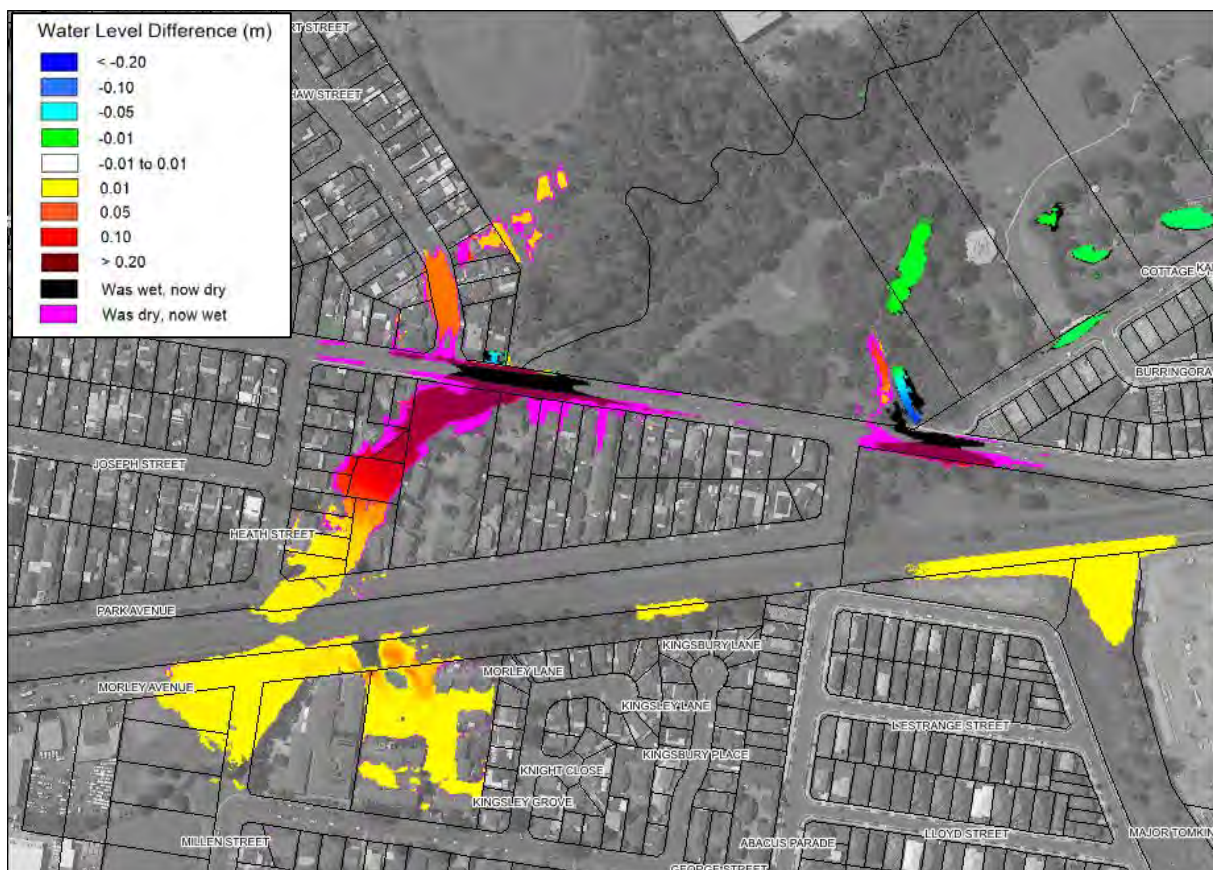 Water Level Difference (m)
< -0.20
-0.10
-0.05
-0.01
-0.01 to 0.01
0.01
0.05
0.10
> 0.20
Was wet, now dry
Was dry, now wet
RT STREET
HAW STREET
COTTAGE
KA
BURRINGORA
JOSEPH STREET
HEATH STREET
PARK AVENUE
KINGSBURY LANE
MORLEY LANE
MORLEY AVENUE
KINGSLEY LANE
LESTRANGE STREET
KINGSBURY PLACE
KNIGHT CLOSE
KINGSLEY GROVE
MILLEN STREET
LLOYD STREET
MAJOR TOMKIN
ABACUS PARADE
GEORGE STREET